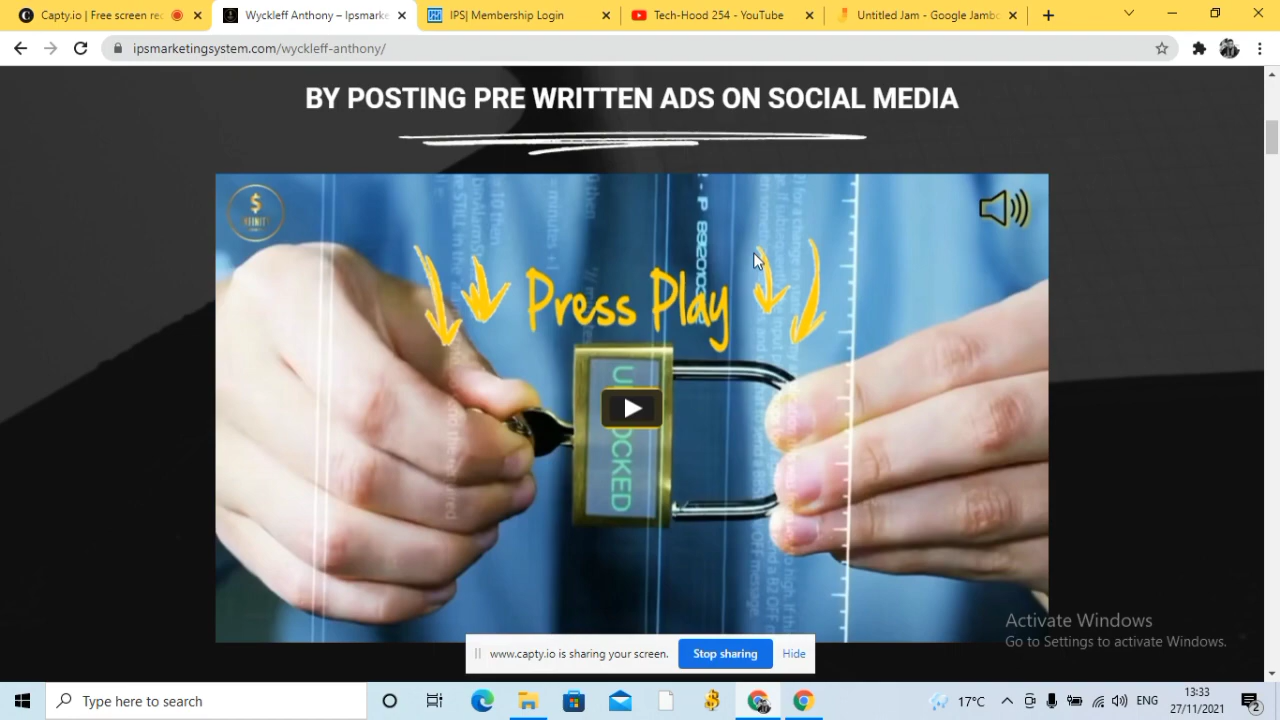 Capty.io | Free screen rec
Wyckleff Anthony – Ipsmarke
IPS| Membership Login
Tech-Hood 254 - YouTube
Untitled Jam - Google Jambo
ipsmarketingsystem.com/wyckleff-anthony/
BY POSTING PRE WRITTEN ADS ON SOCIAL MEDIA
Press Play
Activate Windows
Go to Settings to activate Windows.
www.capty.io is sharing your screen.
Stop sharing
Hide
Type here to search
17°C
ENG
13:33
27/11/2021
2